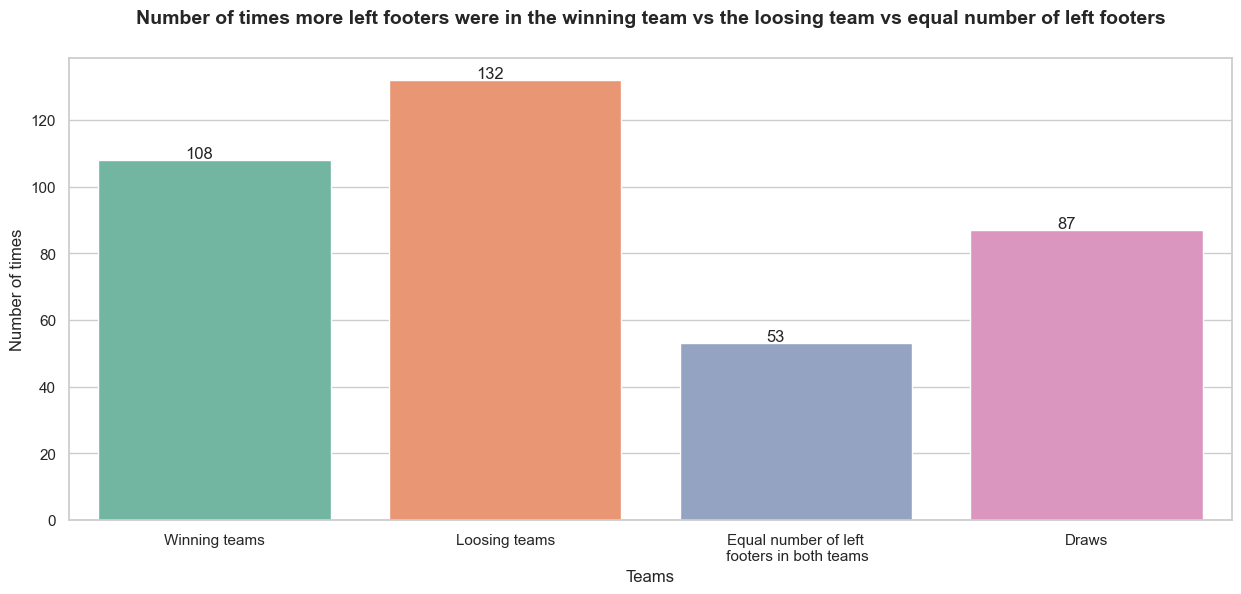 Number of times more left footers were in the winning team vs the loosing team vs equal number of left footers
132
120
108
100
87
80
Number of times
60
53
40
20
0
Winning teams
Loosing teams
Equal number of left
footers in both teams
Draws
Teams